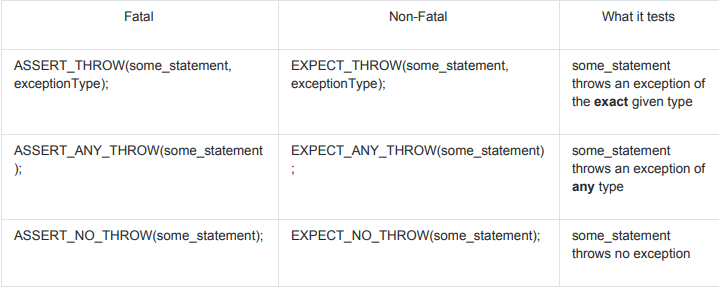 Fatal
Non-Fatal
What it tests
ASSERT_THROW(some_statement,
exceptionType);
EXPECT_THROW(some_statement,
exceptionType);
some_statement
throws an exception of
the exact given type
ASSERT_ANY_THROW(some_statement
);
EXPECT_ANY_THROW(some_statement)
;
some_statement
throws an exception of
any type
ASSERT_NO_THROW(some_statement);
EXPECT_NO_THROW(some_statement);
some_statement
throws no exception